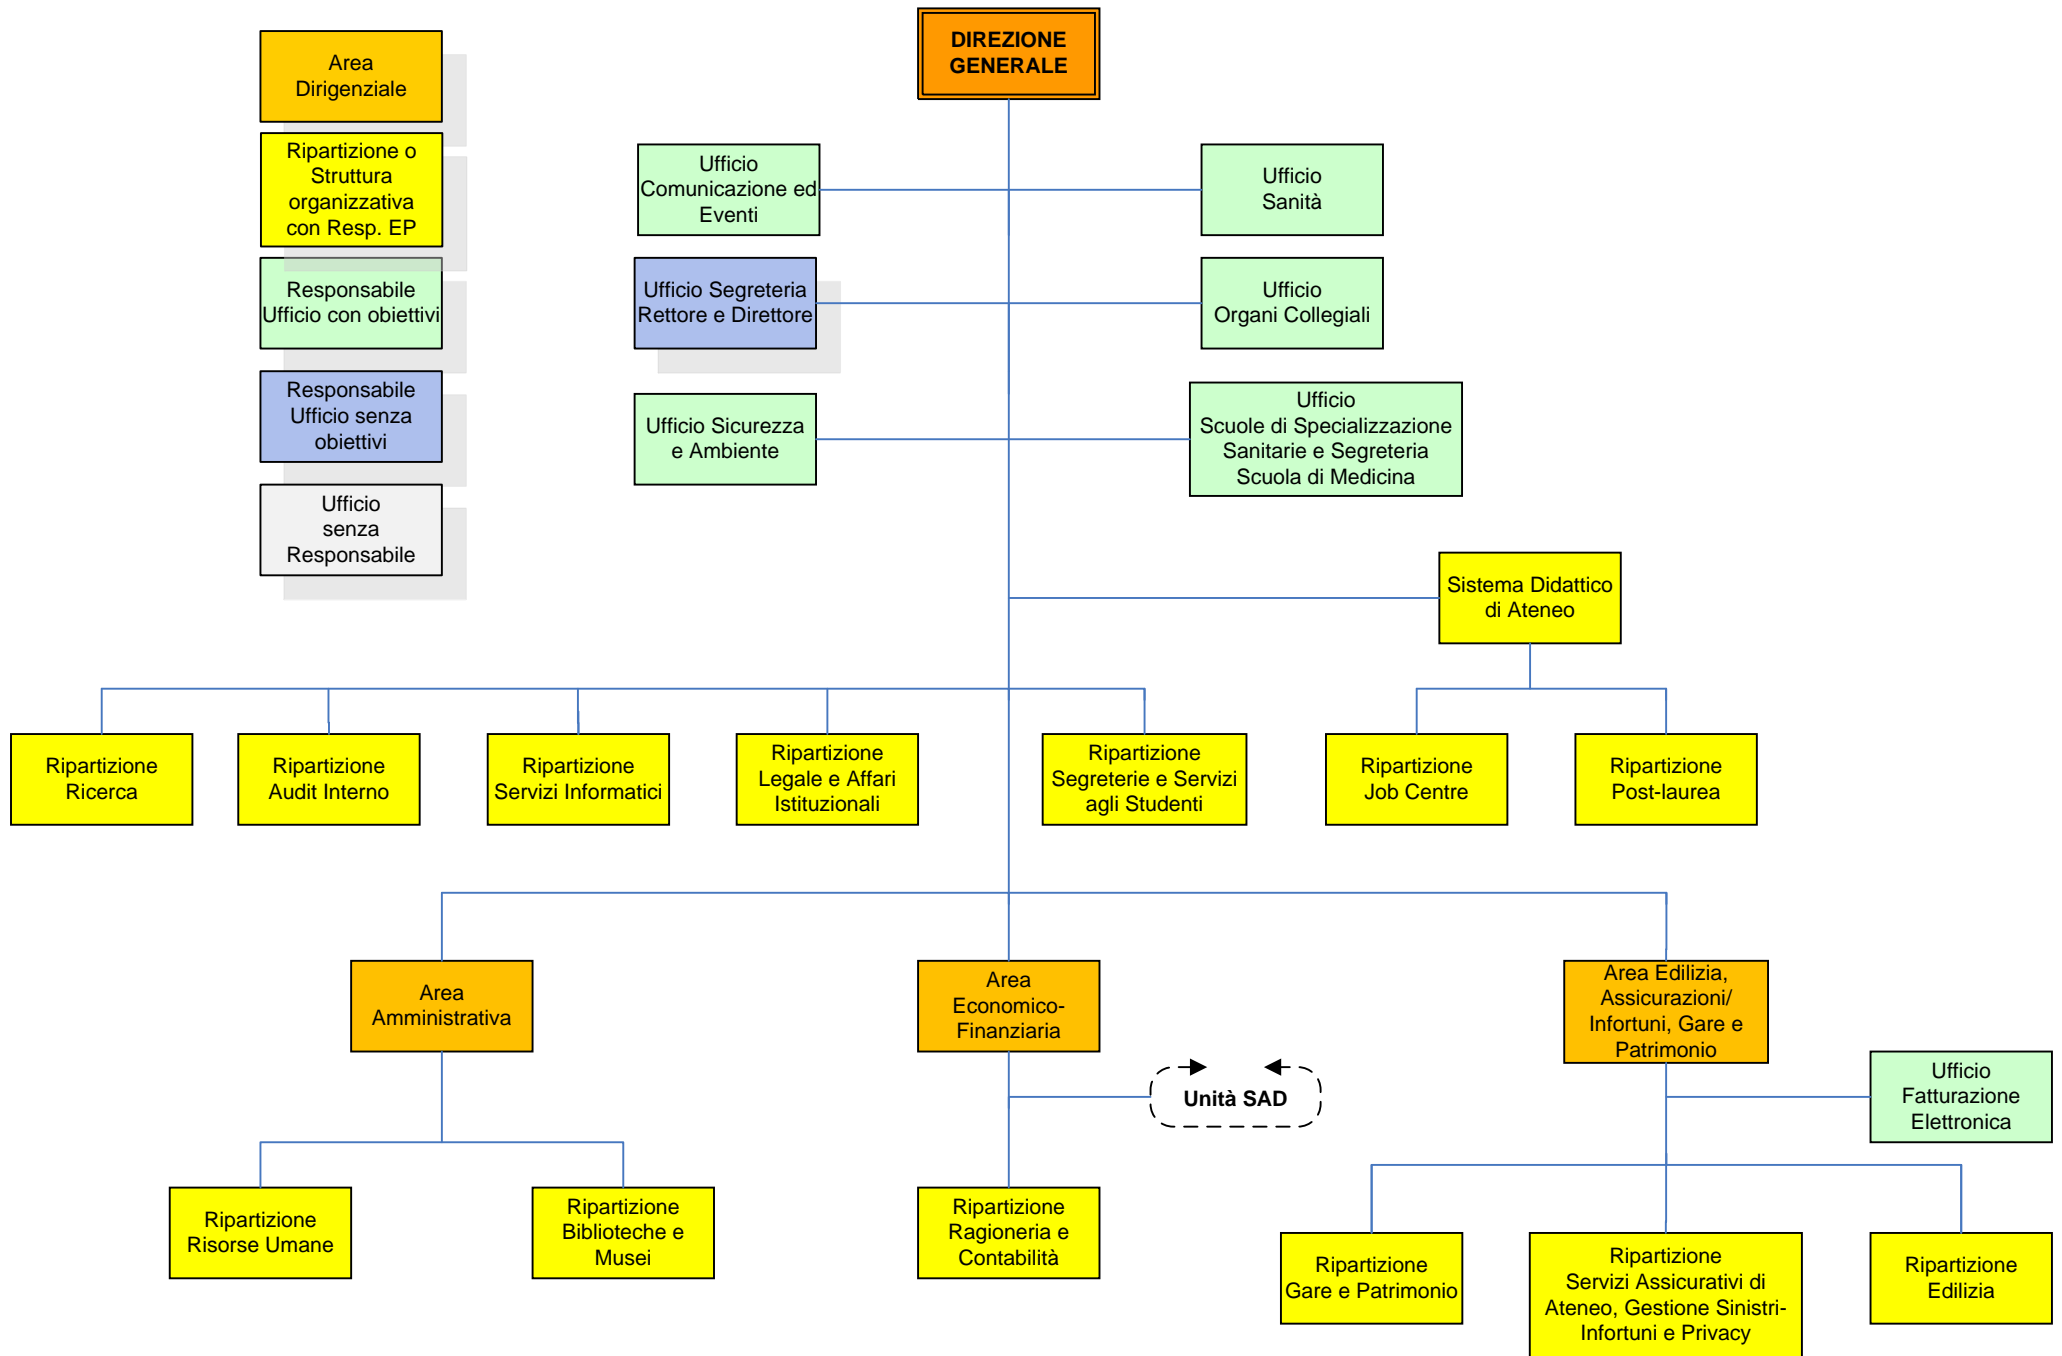 DIREZIONE
GENERALE
Area
Dirigenziale
Ripartizione o
Struttura
organizzativa
con Resp. EP
Responsabile
Ufficio con obiettivi
Responsabile
Ufficio senza
obiettivi
Ufficio
senza
Responsabile
Ufficio
Comunicazione ed
Eventi
Ufficio
Sanità
Ufficio Segreteria
Rettore e Direttore
Ufficio
Organi Collegiali
Ufficio Sicurezza
e Ambiente
Ufficio
Scuole di Specializzazione
Sanitarie e Segreteria
Scuola di Medicina
Sistema Didattico
di Ateneo
Ripartizione
Ricerca
Ripartizione
Audit Interno
Ripartizione
Servizi Informatici
Ripartizione
Legale e Affari
Istituzionali
Ripartizione
Segreterie e Servizi
agli Studenti
Ripartizione
Job Centre
Ripartizione
Post-laurea
Area
Amministrativa
Area
Economico-
Finanziaria
Area Edilizia,
Assicurazioni/
Infortuni, Gare e
Patrimonio
Unità SAD
Ufficio
Fatturazione
Elettronica
Ripartizione
Risorse Umane
Ripartizione
Biblioteche e
Musei
Ripartizione
Ragioneria e
Contabilità
Ripartizione
Gare e Patrimonio
Ripartizione
Servizi Assicurativi di
Ateneo, Gestione Sinistri-
Infortuni e Privacy
Ripartizione
Edilizia